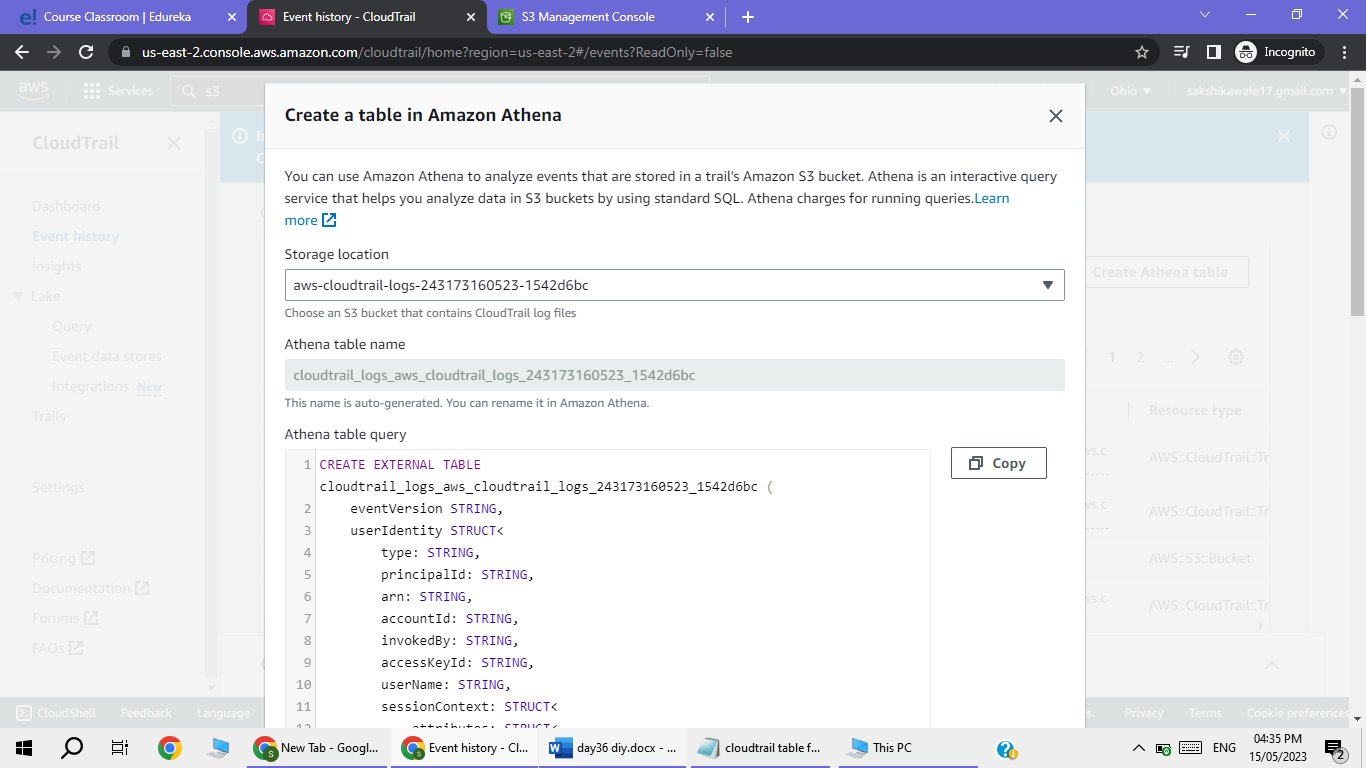 Course Classroom | Edureka
Event history - CloudTrail
S3 Management Console
us-east-2.console.aws.amazon.com/cloudtrail/home?region=us-east-2#/events?ReadOnly=false
Incognito
aws
Services
s3
Ohio
sakshikawale17.gmail.com
CloudTrail
Dashboard
Event history
Insights
Lake
Query
Event data stores
Integrations New
Trails
Settings
Pricing
Documentation
Forums
FAQs
Create a table in Amazon Athena
You can use Amazon Athena to analyze events that are stored in a trail's Amazon S3 bucket. Athena is an interactive query
service that helps you analyze data in S3 buckets by using standard SQL. Athena charges for running queries.Learn
more
Storage location
aws-cloudtrail-logs-243173160523-1542d6bc
Choose an S3 bucket that contains CloudTrail log files
Athena table name
cloudtrail_logs_aws_cloudtrail_logs_243173160523_1542d6bc
This name is auto-generated. You can rename it in Amazon Athena.
Athena table query
Copy
1 CREATE EXTERNAL TABLE
cloudtrail_logs_aws_cloudtrail_logs_243173160523_1542d6bc (
2 eventVersion STRING,
3 userIdentity STRUCT<
4 type: STRING,
5 principalId: STRING,
6 arn: STRING,
7 accountId: STRING,
8 invokedBy: STRING,
9 accessKeyId: STRING,
10 userName: STRING,
11 sessionContext: STRUCT<
12 attributes: STRUCT<
Create Athena table
1 2 ...
Resource type
vs.c AWS::CloudTrail::Tr
vs.c AWS::CloudTrail::Tr
AWS::S3::Bucket
vs.c AWS::CloudTrail::Tr
CloudShell Feedback Language
s. Privacy Terms Cookie preferences
New Tab - Googl...
Event history - Cl...
day36 diy.docx - ...
cloudtrail table f...
This PC
ENG
04:35 PM
15/05/2023
2